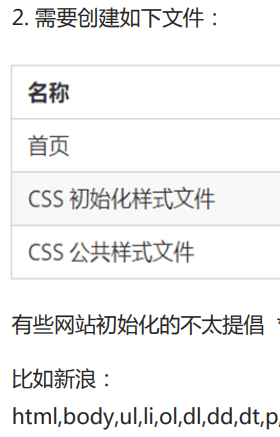 2. 需要创建如下文件：
名称
首页
CSS 初始化样式文件
CSS 公共样式文件
有些网站初始化的不太提倡
比如新浪：
html,body,ul,li,ol,dl,dd,dt,p